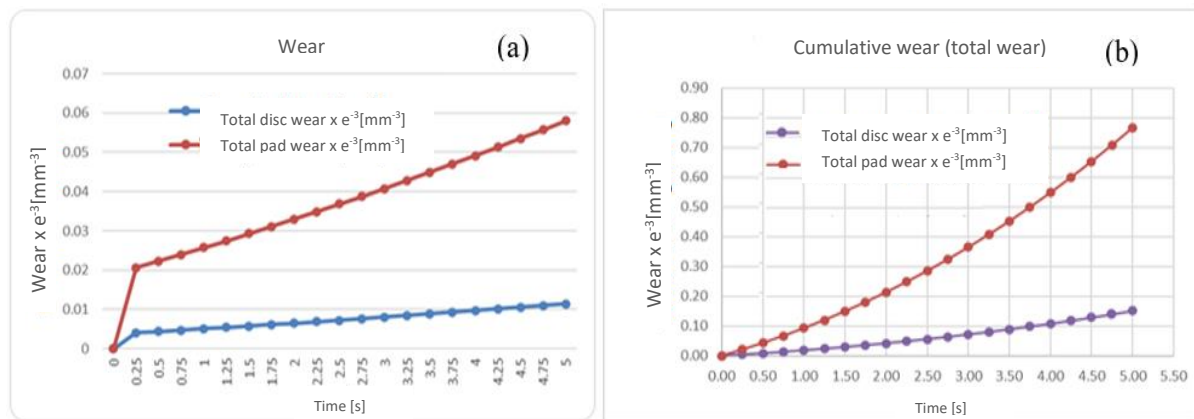 Wear
(a)
0.07
0.06
0.05
0.04
0.03
0.02
0.01
0
Wear x e⁻³[mm⁻³]
Total disc wear x e⁻³[mm⁻³]
Total pad wear x e⁻³[mm⁻³]
0 0.25 0.5 0.75 1 1.25 1.5 1.75 2 2.25 2.5 2.75 3 3.25 3.5 3.75 4 4.25 4.5 4.75 5
Time [s]
Cumulative wear (total wear)
(b)
0.90
0.80
0.70
0.60
0.50
0.40
0.30
0.20
0.10
0.00
Wear x e⁻³[mm⁻³]
Total disc wear x e⁻³[mm⁻³]
Total pad wear x e⁻³[mm⁻³]
0.00 0.50 1.00 1.50 2.00 2.50 3.00 3.50 4.00 4.50 5.00 5.50
Time [s]